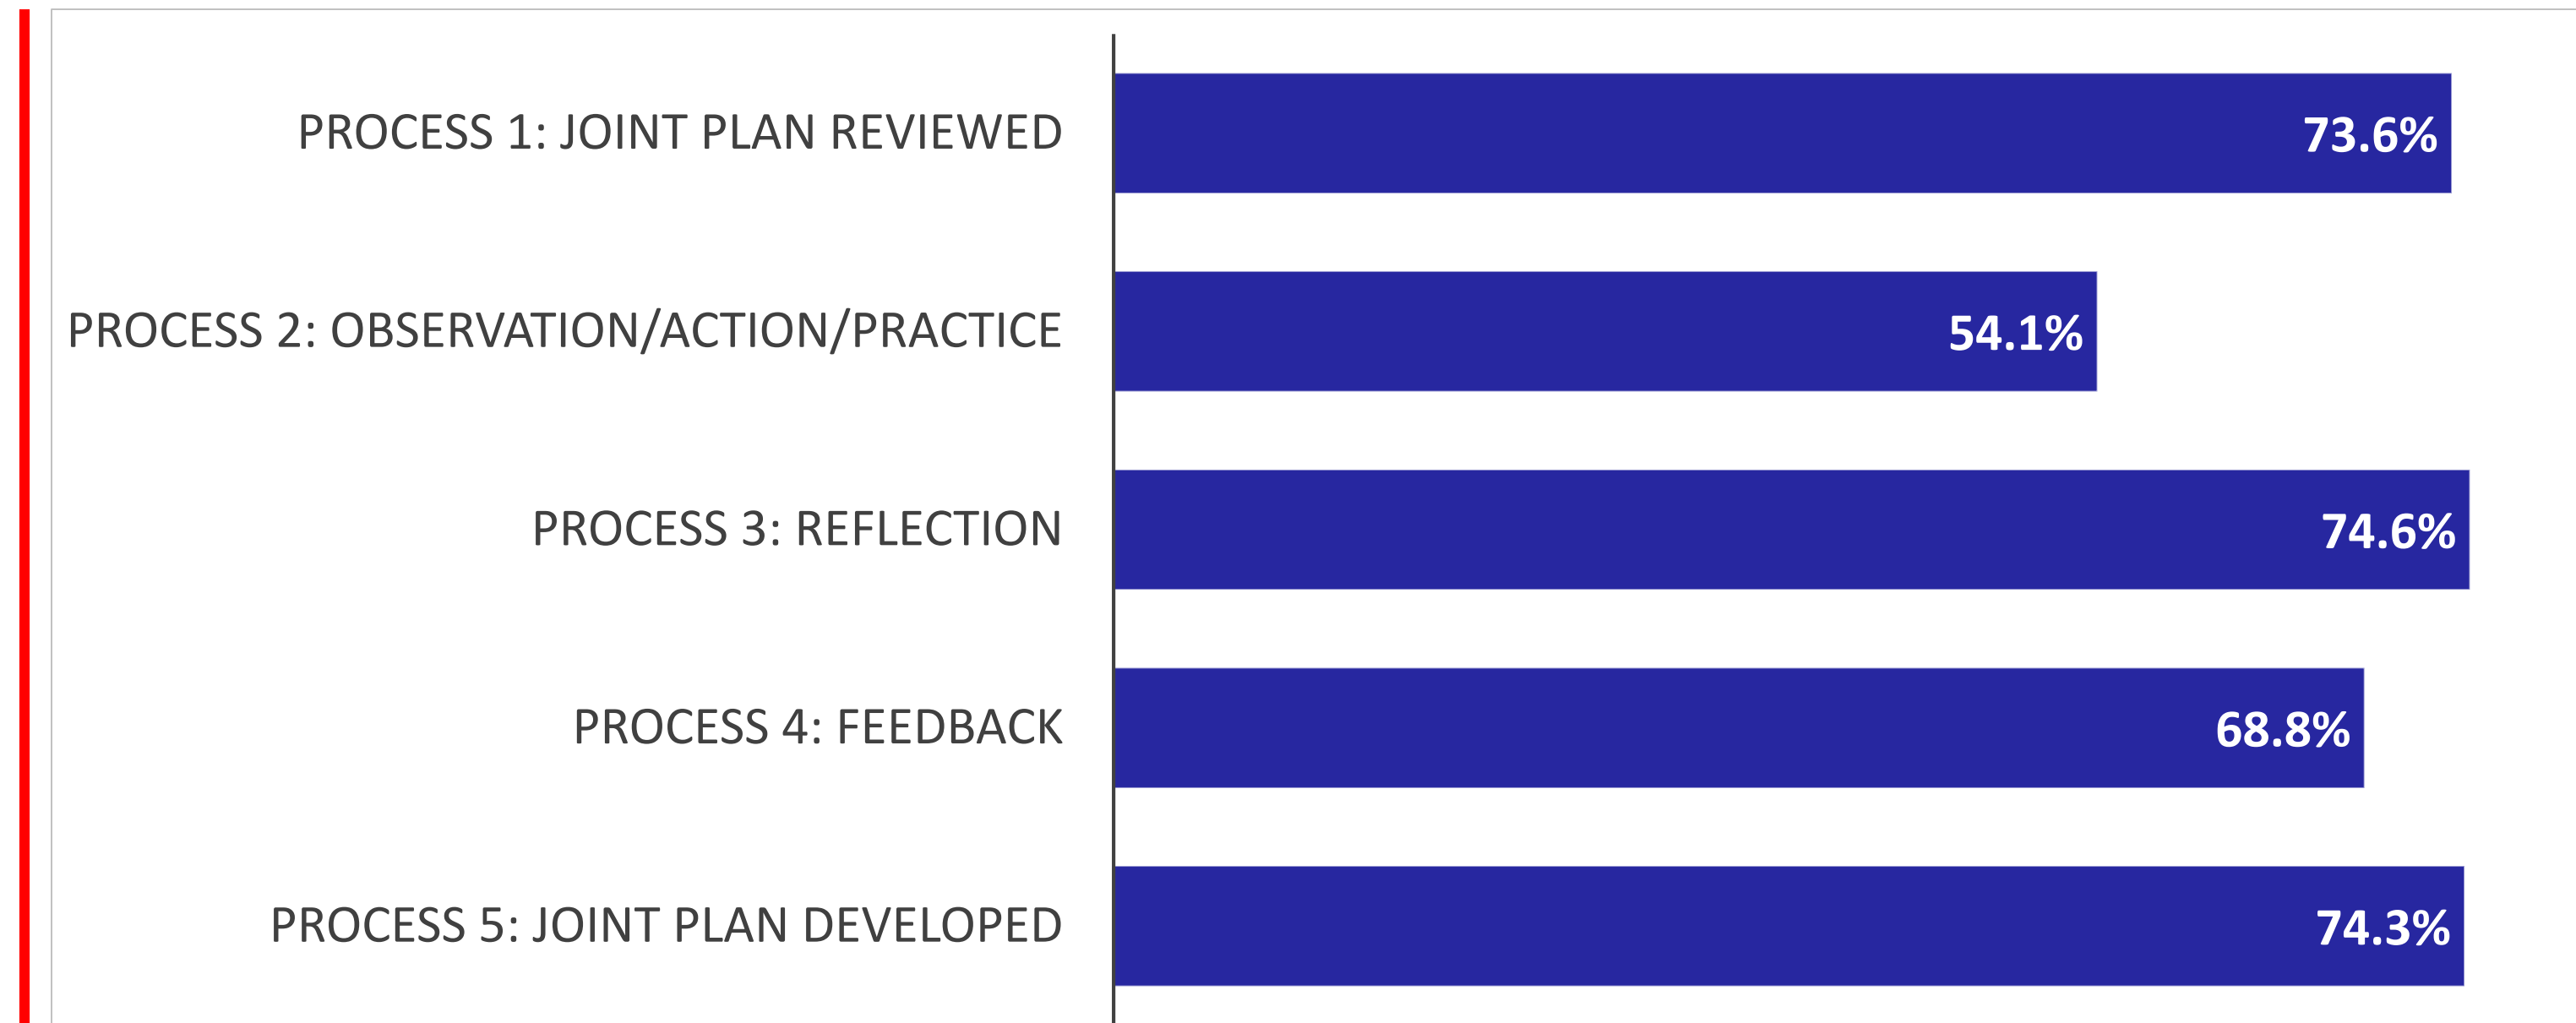 PROCESS 1: JOINT PLAN REVIEWED 73.6%
PROCESS 2: OBSERVATION/ACTION/PRACTICE 54.1%
PROCESS 3: REFLECTION 74.6%
PROCESS 4: FEEDBACK 68.8%
PROCESS 5: JOINT PLAN DEVELOPED 74.3%